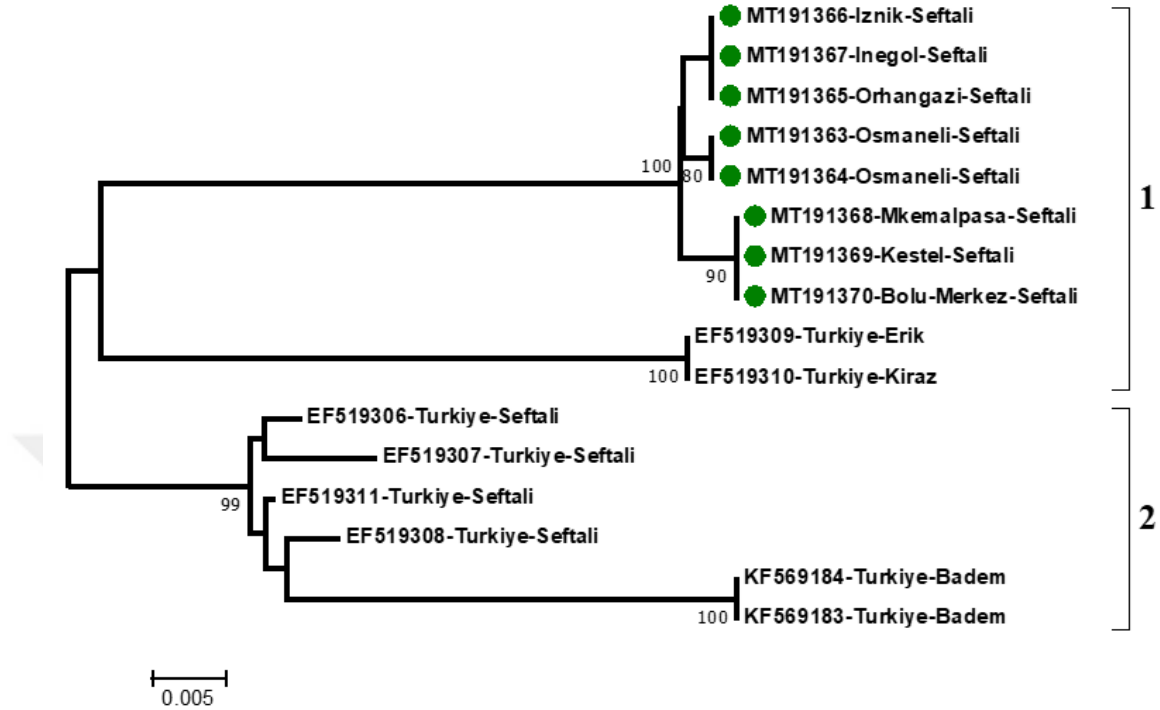 MT191366-Iznik-Seftali
MT191367-Inegol-Seftali
MT191365-Orhangazi-Seftali
MT191363-Osmaneli-Seftali
100
80
MT191364-Osmaneli-Seftali
1
MT191368-Mkemalpasa-Seftali
MT191369-Kestel-Seftali
90
MT191370-Bolu-Merkez-Seftali
EF519309-Turkiye-Erik
100
EF519310-Turkiye-Kiraz
EF519306-Turkiye-Seftali
EF519307-Turkiye-Seftali
99
EF519311-Turkiye-Seftali
2
EF519308-Turkiye-Seftali
KF569184-Turkiye-Badem
100
KF569183-Turkiye-Badem
0.005